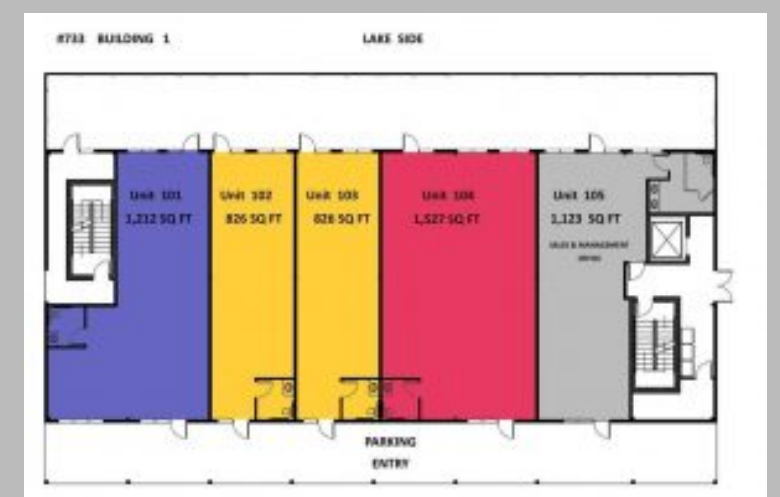 #733 BUILDING 1
LAKE SIDE
Unit 101
1,212 SQ FT
Unit 102
826 SQ FT
Unit 103
826 SQ FT
Unit 104
1,527 SQ FT
Unit 105
1,123 SQ FT
SALES & MANAGEMENT
OFFICE
PARKING
ENTRY